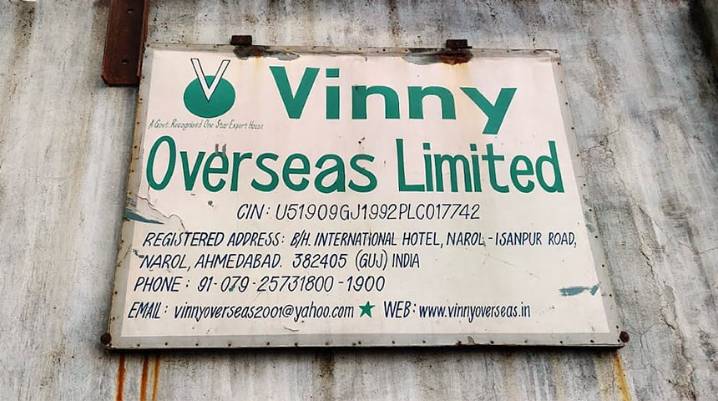 V Vinny
A Govt. Recognised One Star Export House
Overseas Limited
CIN: U51909GJ1992PLC017742
REGISTERED ADDRESS: B/H. INTERNATIONAL HOTEL, NAROL - ISANPUR ROAD,
NAROL, AHMEDABAD. 382405 (GUJ) INDIA
PHONE: 91-079-25731800-1900
EMAIL: vinnyoverseas2001@yahoo.com ★ WEB: www.vinnyoverseas.in